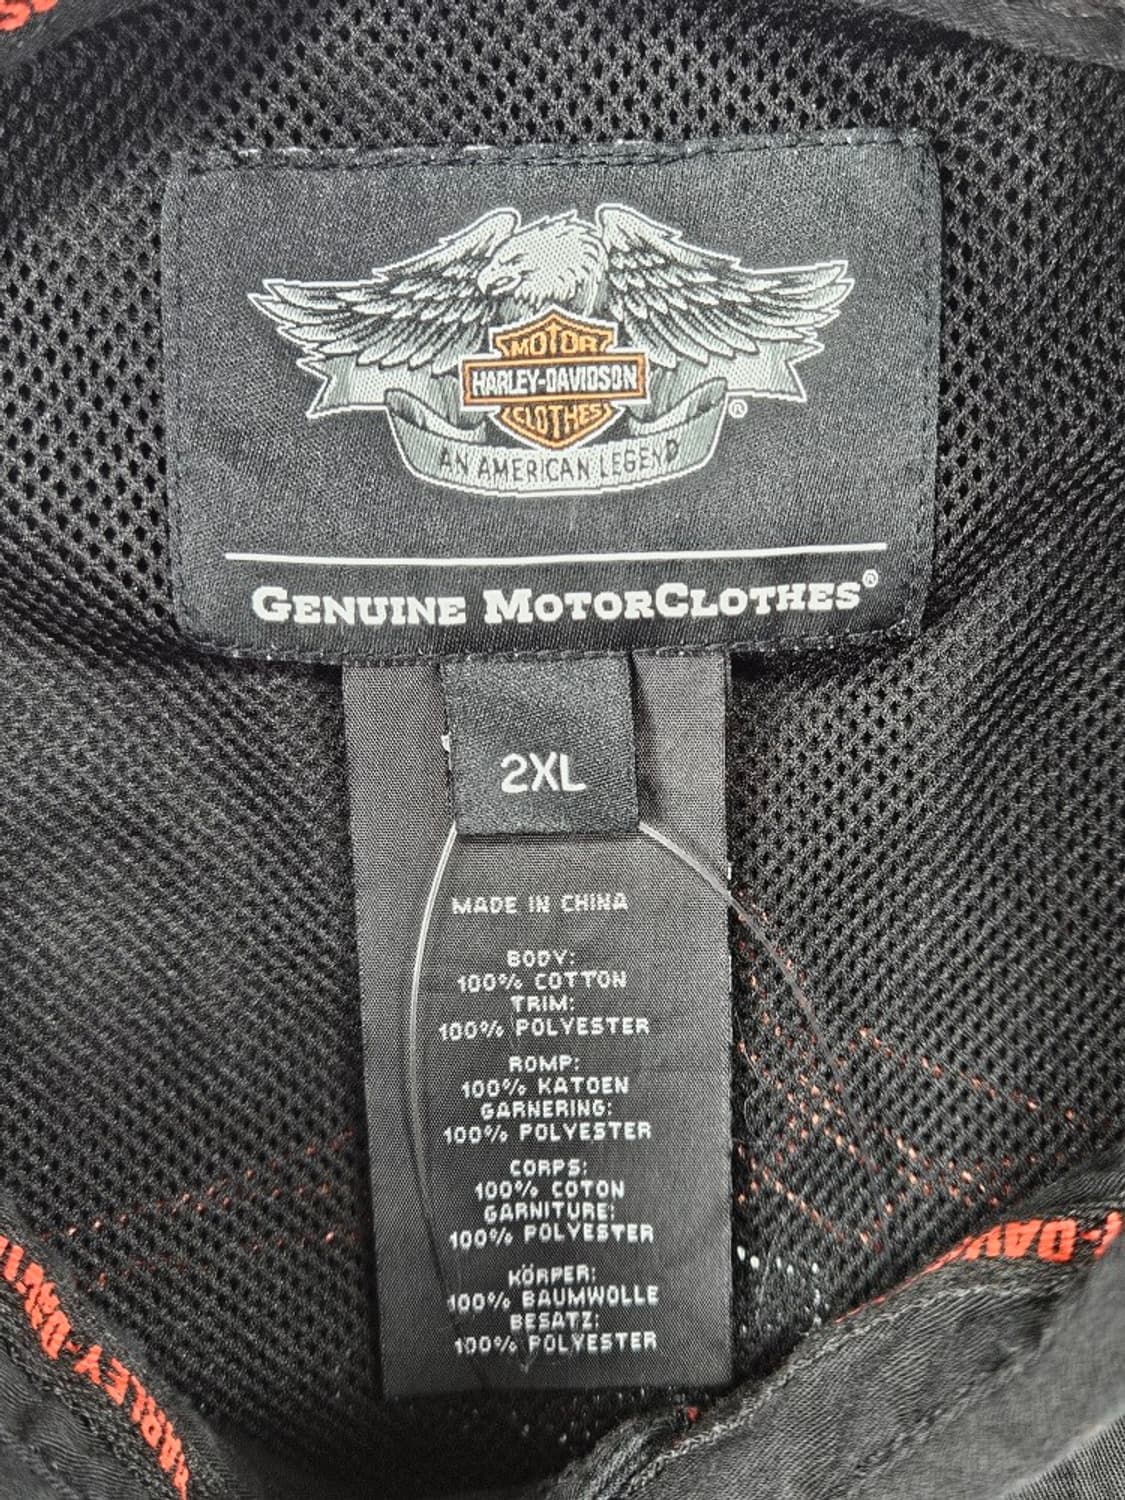 MOTOR
HARLEY-DAVIDSON
CLOTHES
®
AN AMERICAN LEGEND
GENUINE MOTORCLOTHES®
2XL
MADE IN CHINA
BODY:
100% COTTON
TRIM:
100% POLYESTER
ROMP:
100% KATOEN
GARNERING:
100% POLYESTER
CORPS:
100% COTON
GARNITURE:
100% POLYESTER
KÖRPER:
100% BAUMWOLLE
BESATZ:
100% POLYESTER